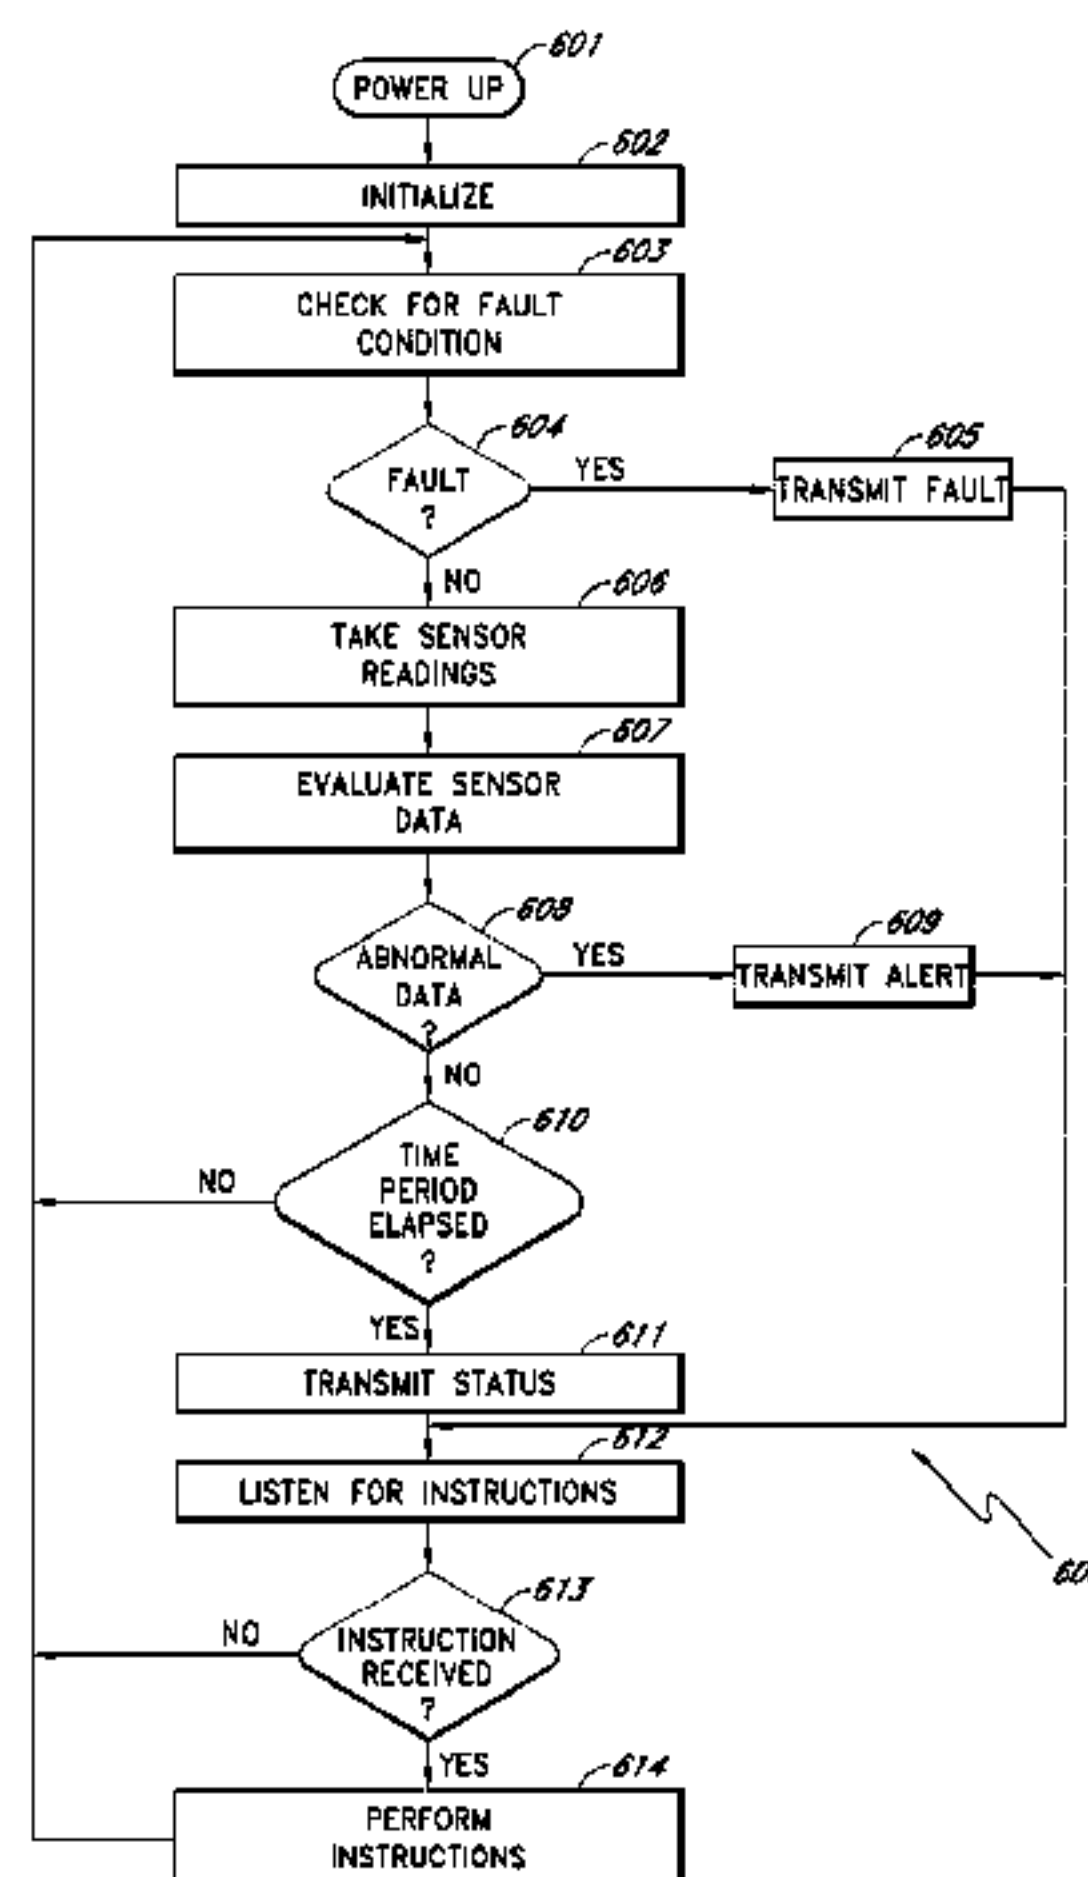 601
POWER UP
602
INITIALIZE
603
CHECK FOR FAULT
CONDITION
604
FAULT
?
YES
605
TRANSMIT FAULT
NO
606
TAKE SENSOR
READINGS
607
EVALUATE SENSOR
DATA
608
ABNORMAL
DATA
?
YES
609
TRANSMIT ALERT
NO
610
TIME
PERIOD
ELAPSED
?
NO
YES
611
TRANSMIT STATUS
612
LISTEN FOR INSTRUCTIONS
60
613
INSTRUCTION
RECEIVED
?
NO
YES
614
PERFORM
INSTRUCTIONS